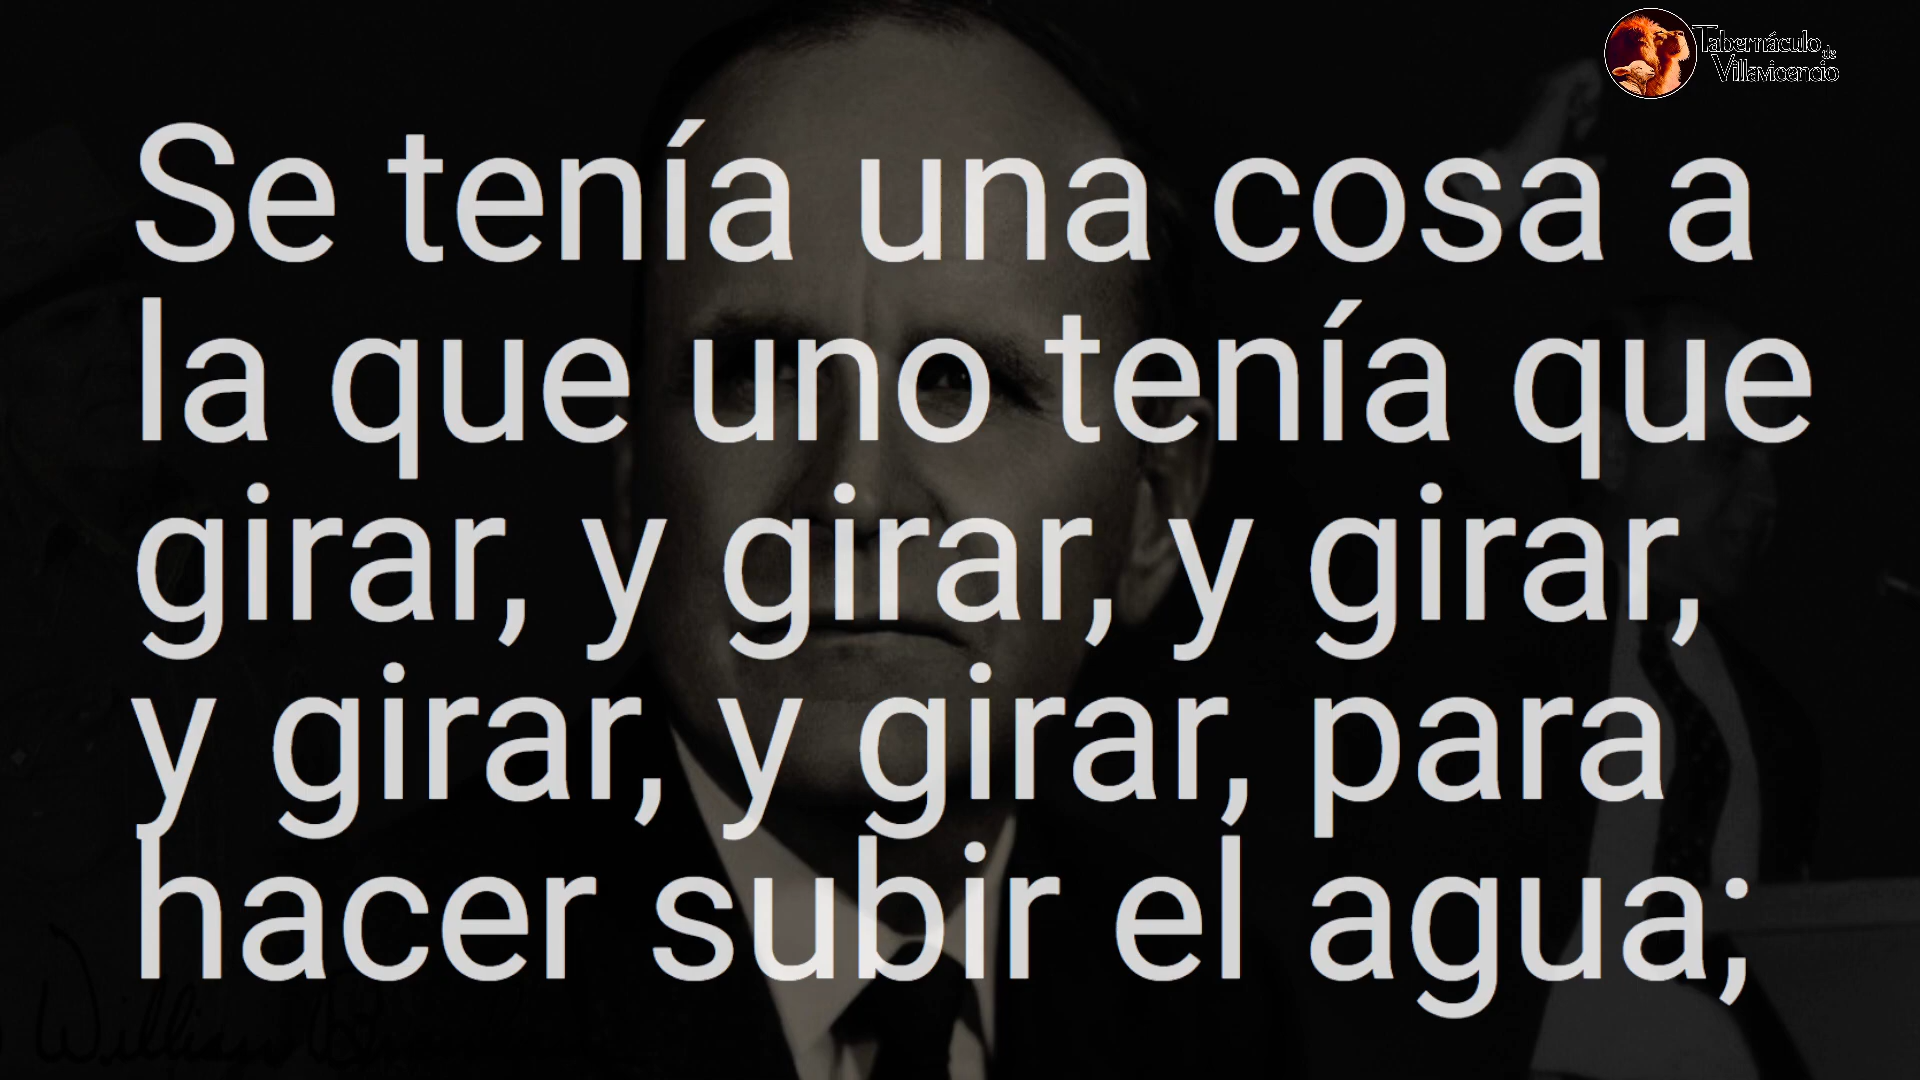 Tabernáculo
de
Villavicencio
Se tenía una cosa a
la que uno tenía que
girar, y girar, y girar,
y girar, y girar, para
hacer subir el agua;